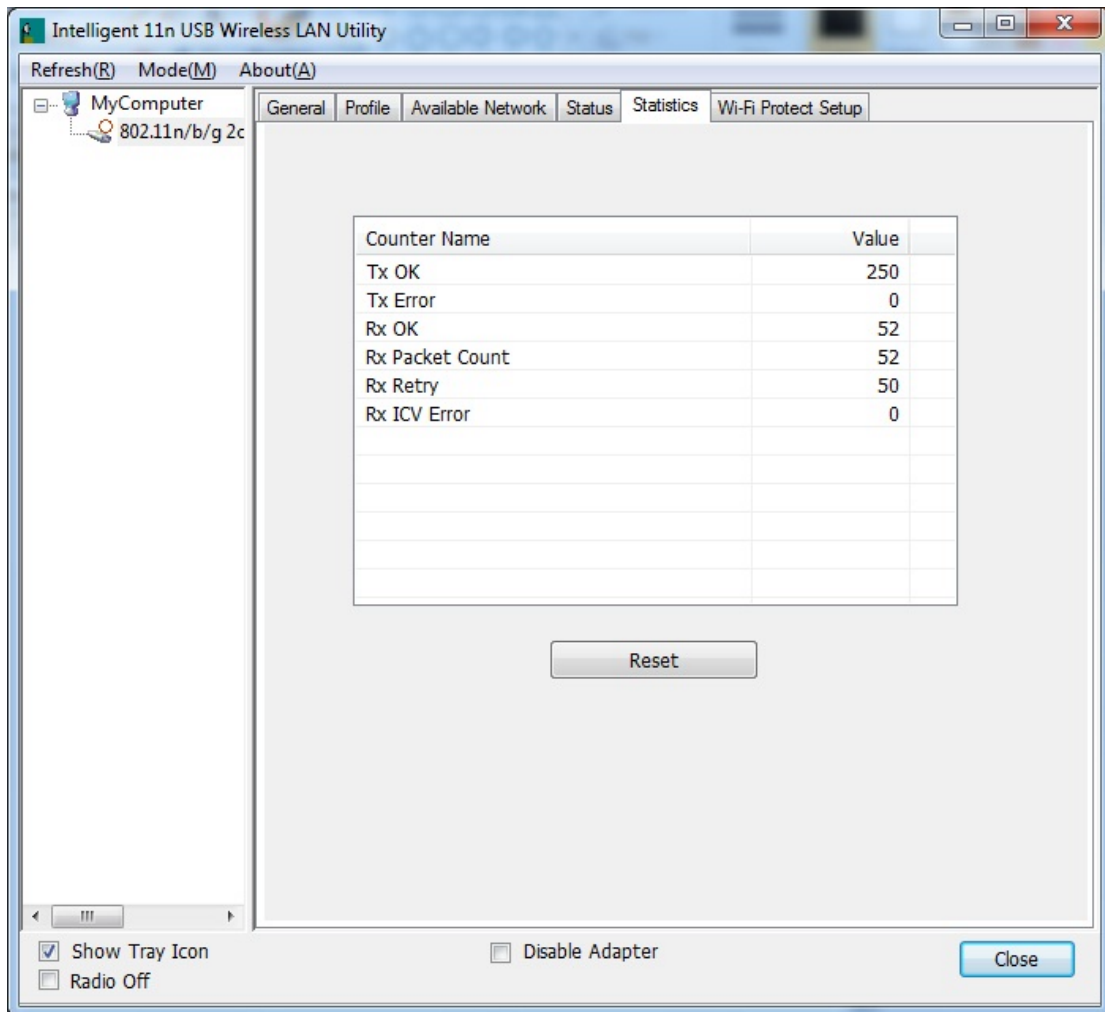 Intelligent 11n USB Wireless LAN Utility
Refresh(R) Mode(M) About(A)
MyComputer
802.11n/b/g 2c
General Profile Available Network Status Statistics Wi-Fi Protect Setup
Counter Name Value
Tx OK 250
Tx Error 0
Rx OK 52
Rx Packet Count 52
Rx Retry 50
Rx ICV Error 0
Reset
Show Tray Icon Disable Adapter Close
Radio Off